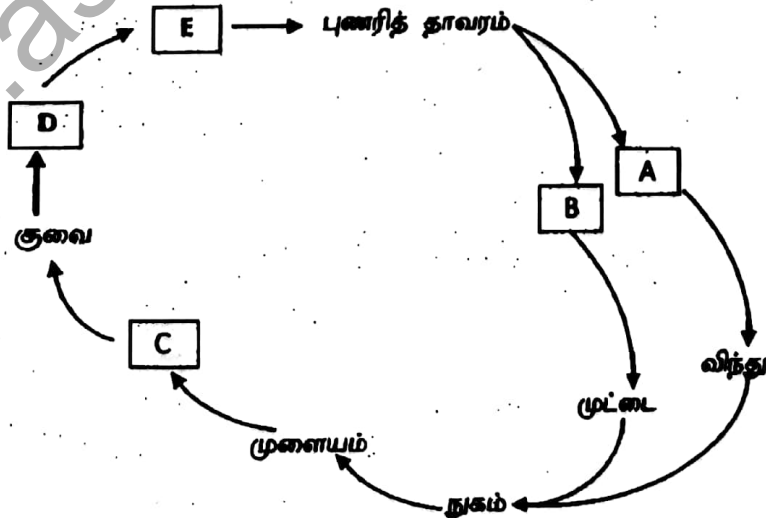 E
புணரித் தாவரம்
D
A
B
குவை
C
விந்து
முட்டை
முளையம்
நுகம்